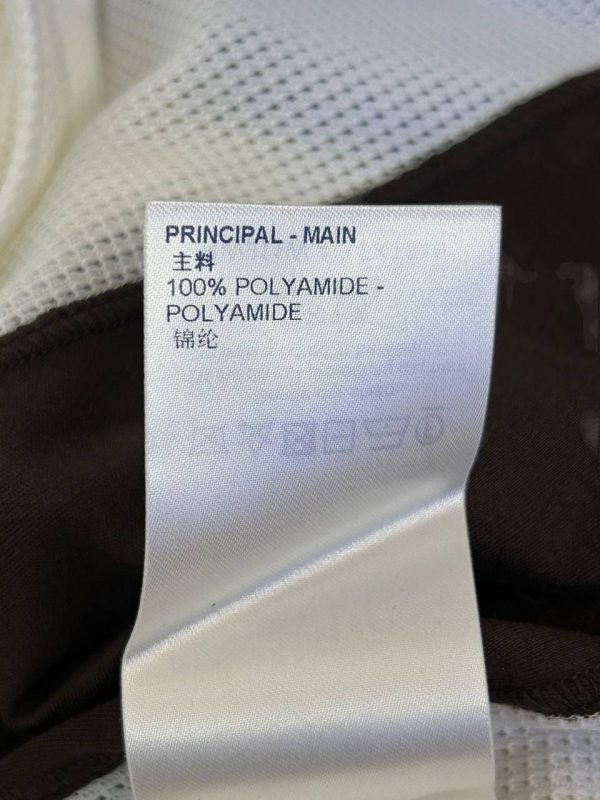 PRINCIPAL - MAIN
主料
100% POLYAMIDE -
POLYAMIDE
锦纶